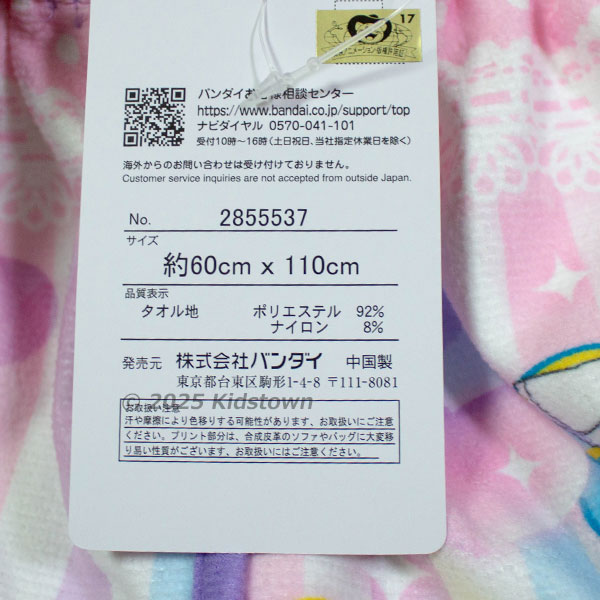 17
バンダイお客様相談センター
https://www.bandai.co.jp/support/top
ナビダイヤル 0570-041-101
受付10時～16時(土日祝日、当社指定休業日を除く)
海外からのお問い合わせは受け付けておりません。
Customer service inquiries are not accepted from outside Japan.
No. 2855537
サイズ
約60cm x 110cm
品質表示
タオル地 ポリエステル 92%
ナイロン 8%
発売元 株式会社バンダイ 中国製
東京都台東区駒形1-4-8 〒111-8081
© 2025 Kidstown
お取扱い注意
汗や摩擦により色移りする可能性があります、お取扱いにご注意
ください。プリント部分は、合成皮革のソファやバッグに大変移
り易い性質がございます、お取扱いにはご注意ください。